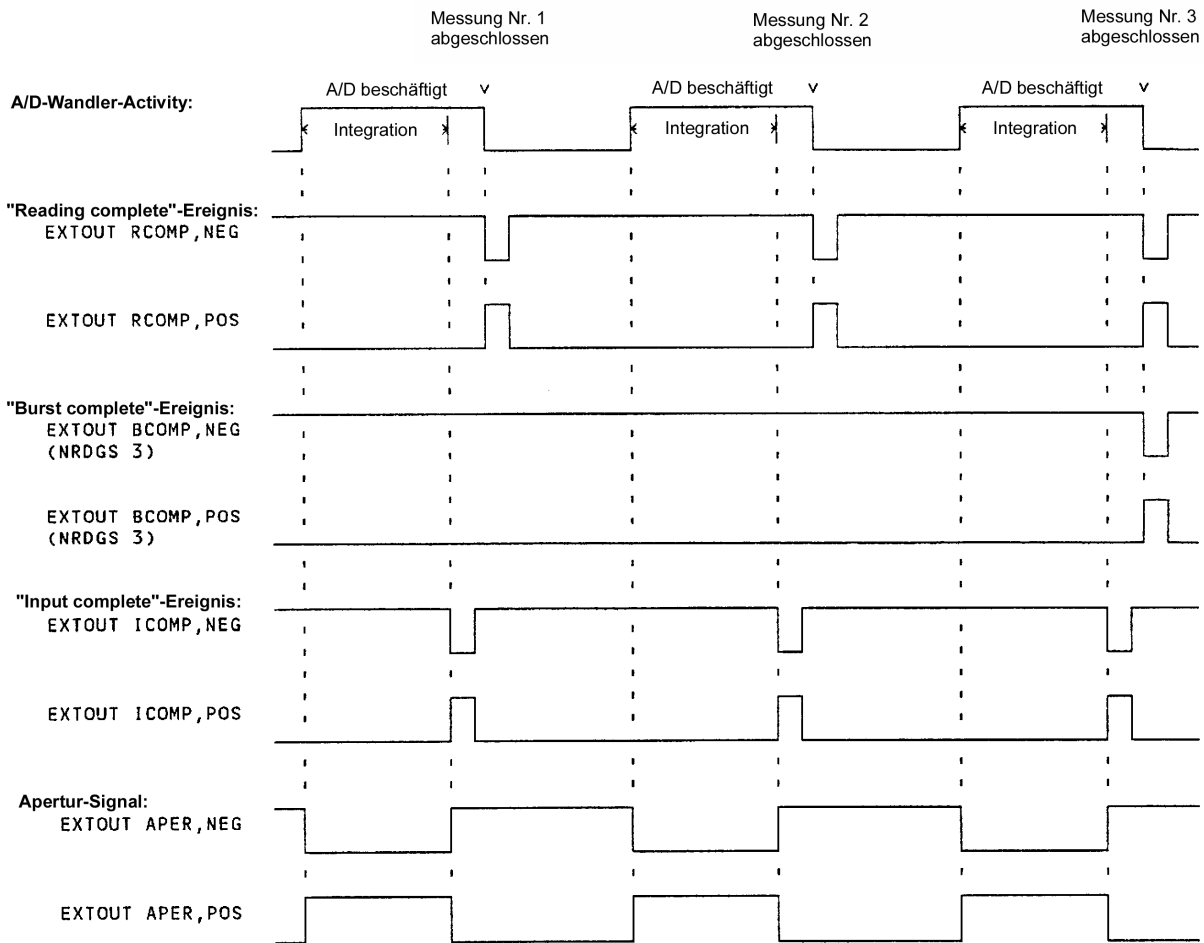 Messung Nr. 1
abgeschlossen
Messung Nr. 2
abgeschlossen
Messung Nr. 3
abgeschlossen
A/D-Wandler-Activity:
A/D beschäftigt
A/D beschäftigt
A/D beschäftigt
Integration
Integration
Integration
"Reading complete"-Ereignis:
EXTOUT RCOMP,NEG
EXTOUT RCOMP,POS
"Burst complete"-Ereignis:
EXTOUT BCOMP,NEG
(NRDGS 3)
EXTOUT BCOMP,POS
(NRDGS 3)
"Input complete"-Ereignis:
EXTOUT ICOMP,NEG
EXTOUT ICOMP,POS
Apertur-Signal:
EXTOUT APER,NEG
EXTOUT APER,POS